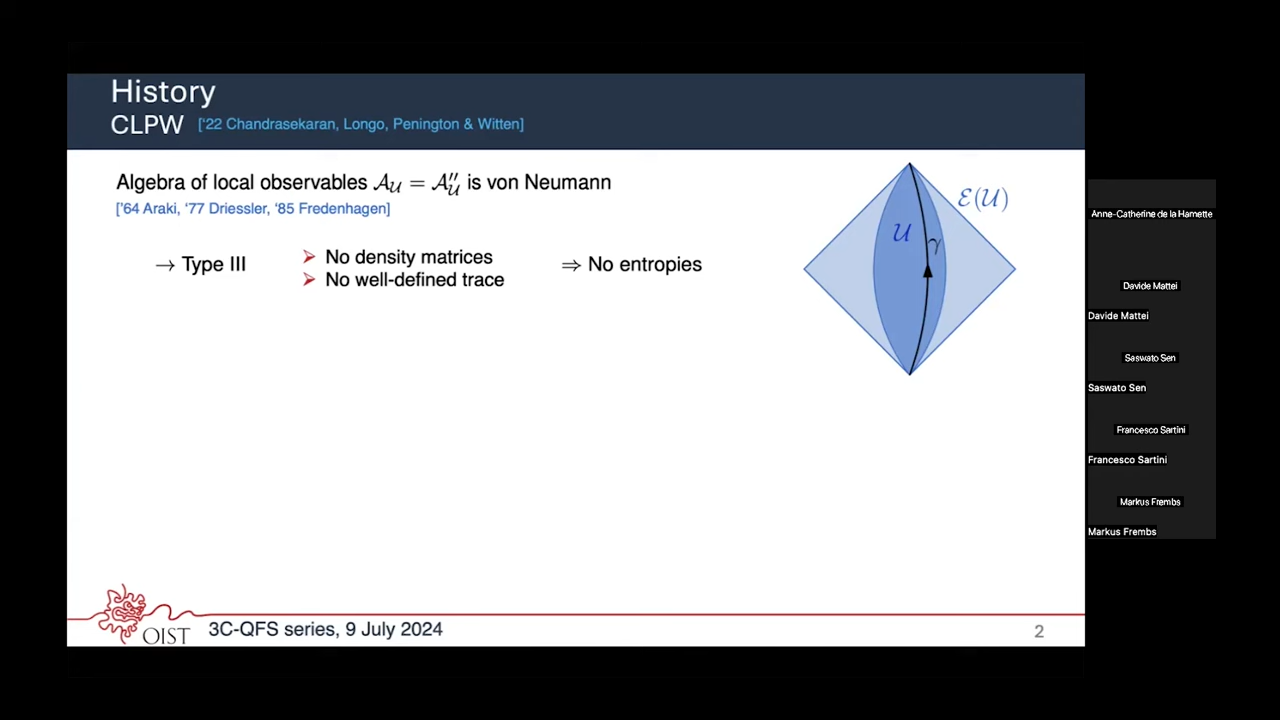 History
CLPW ['22 Chandrasekaran, Longo, Penington & Witten]
Algebra of local observables 𝒜_𝒰 = 𝒜″_𝒰 is von Neumann
['64 Araki, '77 Driessler, '85 Fredenhagen]
→ Type III
➢ No density matrices
➢ No well-defined trace
⇒ No entropies
ℰ(𝒰)
𝒰
γ
OIST
3C-QFS series, 9 July 2024
2
Anne-Catherine de la Hamette
Davide Mattei
Davide Mattei
Saswato Sen
Saswato Sen
Francesco Sartini
Francesco Sartini
Markus Frembs
Markus Frembs